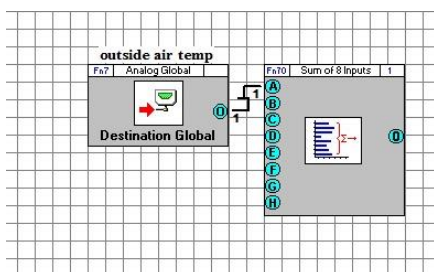 outside air temp
Fn7 Analog Global
Destination Global
O
1
1
Fn70 Sum of 8 Inputs 1
A
B
C
D
E
F
G
H
Σ
O